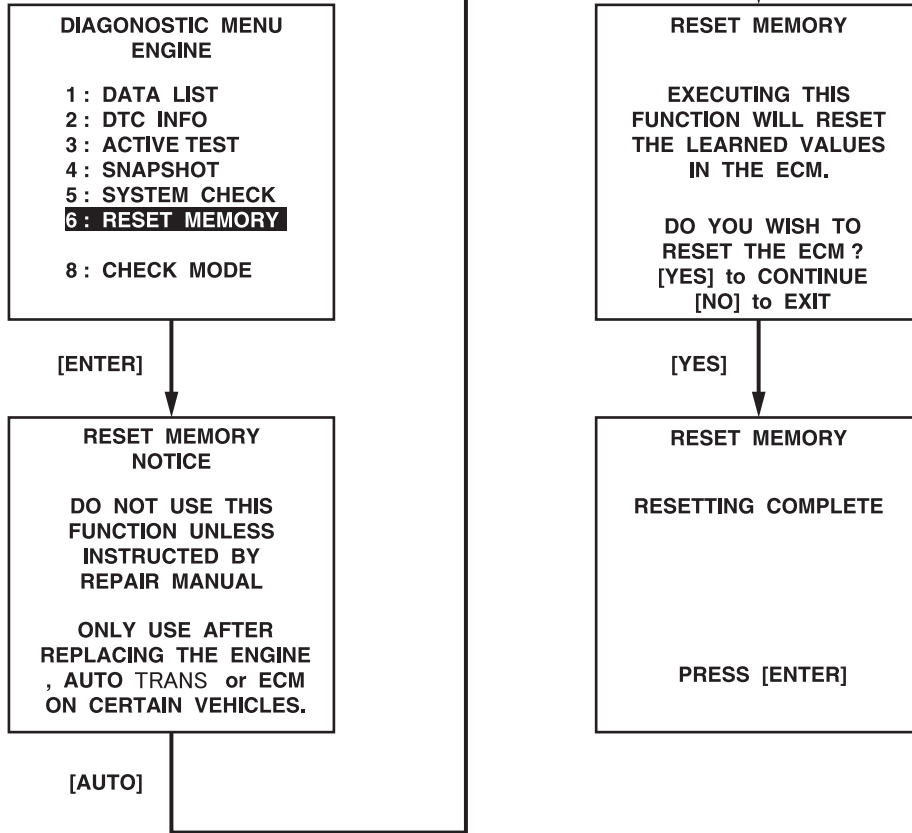 DIAGONOSTIC MENU
ENGINE
1 : DATA LIST
2 : DTC INFO
3 : ACTIVE TEST
4 : SNAPSHOT
5 : SYSTEM CHECK
6 : RESET MEMORY
8 : CHECK MODE
[ENTER]
RESET MEMORY
NOTICE
DO NOT USE THIS
FUNCTION UNLESS
INSTRUCTED BY
REPAIR MANUAL
ONLY USE AFTER
REPLACING THE ENGINE
, AUTO TRANS or ECM
ON CERTAIN VEHICLES.
[AUTO]
RESET MEMORY
EXECUTING THIS
FUNCTION WILL RESET
THE LEARNED VALUES
IN THE ECM.
DO YOU WISH TO
RESET THE ECM ?
[YES] to CONTINUE
[NO] to EXIT
[YES]
RESET MEMORY
RESETTING COMPLETE
PRESS [ENTER]